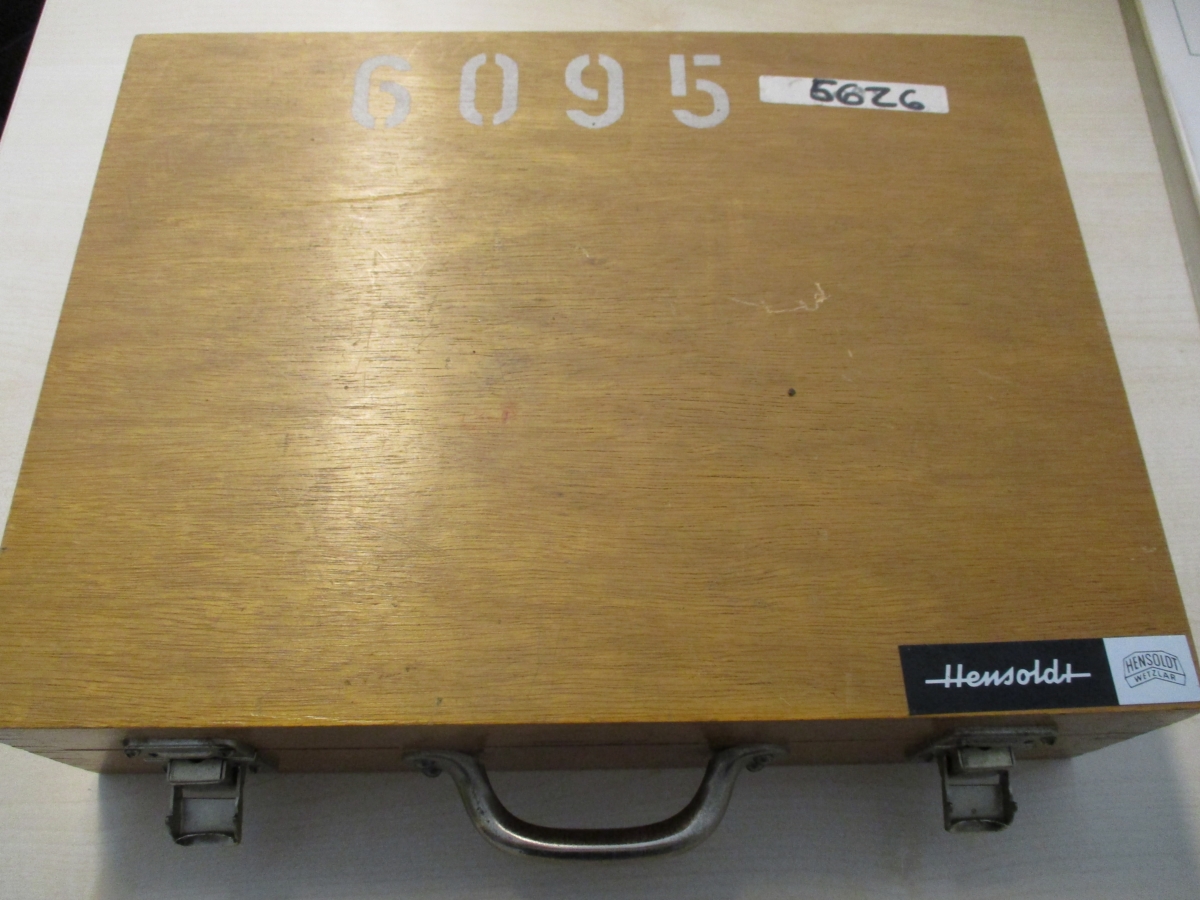 6095
5626
Hensoldt
HENSOLDT
WETZLAR